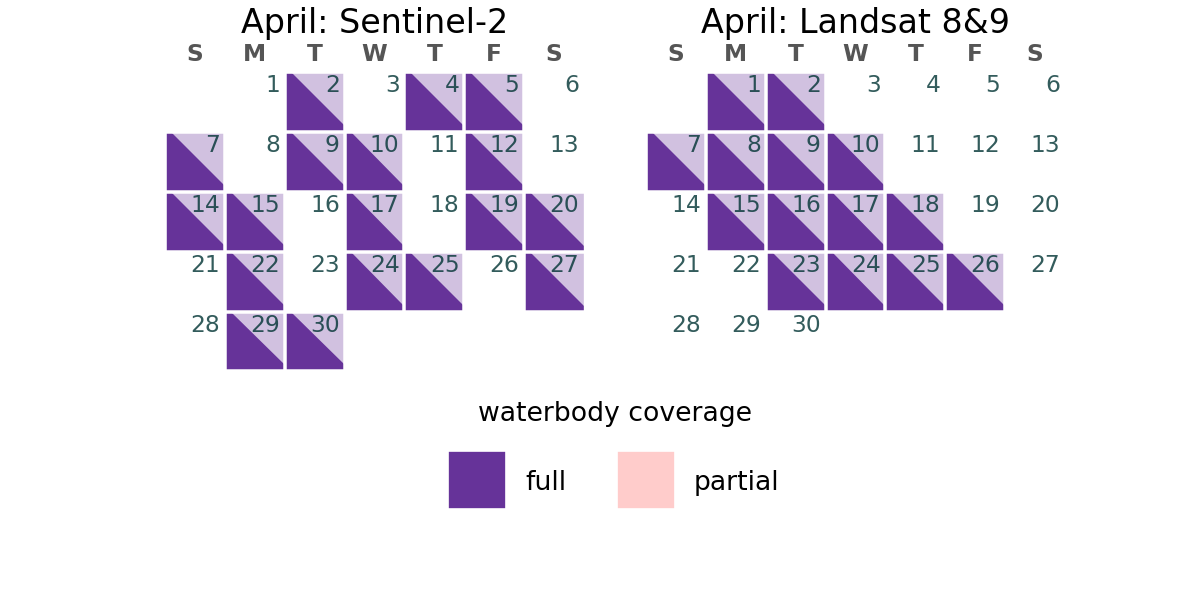 April: Sentinel-2
S M T W T F S
1 2 3 4 5 6
7 8 9 10 11 12 13
14 15 16 17 18 19 20
21 22 23 24 25 26 27
28 29 30
April: Landsat 8&9
S M T W T F S
1 2 3 4 5 6
7 8 9 10 11 12 13
14 15 16 17 18 19 20
21 22 23 24 25 26 27
28 29 30
waterbody coverage
full partial